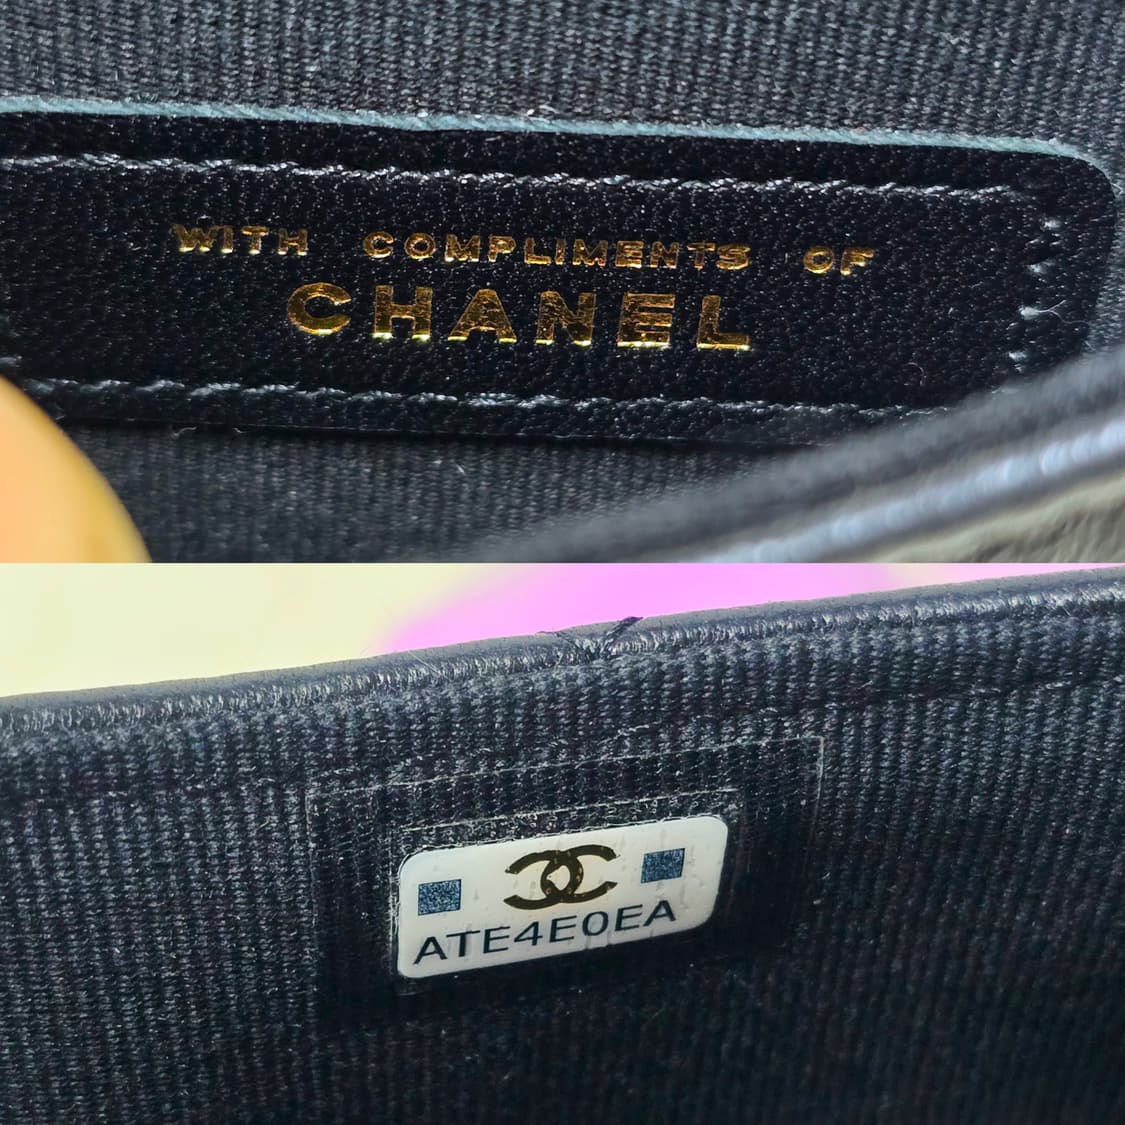 WITH COMPLIMENTS OF
CHANEL
ATE4E0EA